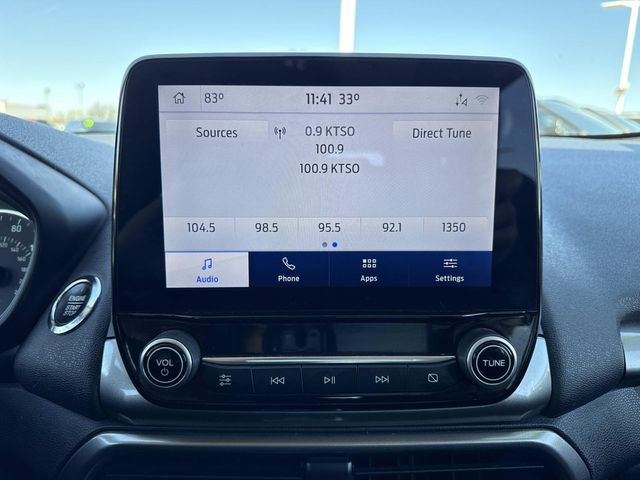 83° 11:41 33°
Sources 0.9 KTSO Direct Tune
100.9
100.9 KTSO
104.5 98.5 95.5 92.1 1350
Audio Phone Apps Settings
80
ENGINE
START
STOP
VOL
TUNE